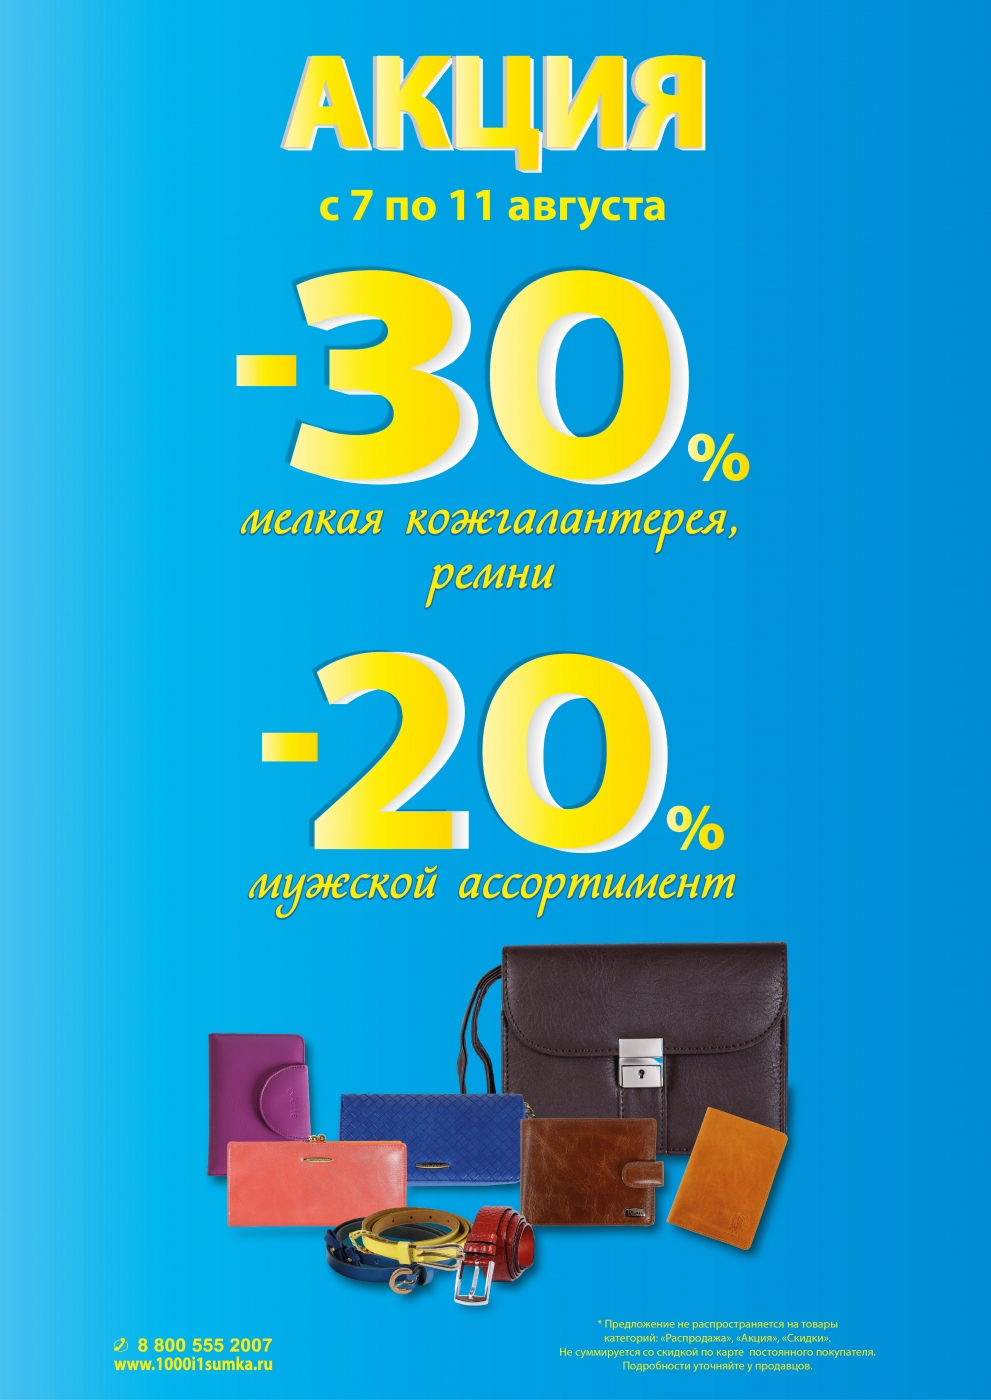 АКЦИЯ
с 7 по 11 августа
-30%
мелкая кожгалантерея,
ремни
-20%
мужской ассортимент
8 800 555 2007
www.1000i1sumka.ru
* Предложение не распространяется на товары
категорий: «Распродажа», «Акция», «Скидки».
Не суммируется со скидкой по карте постоянного покупателя.
Подробности уточняйте у продавцов.